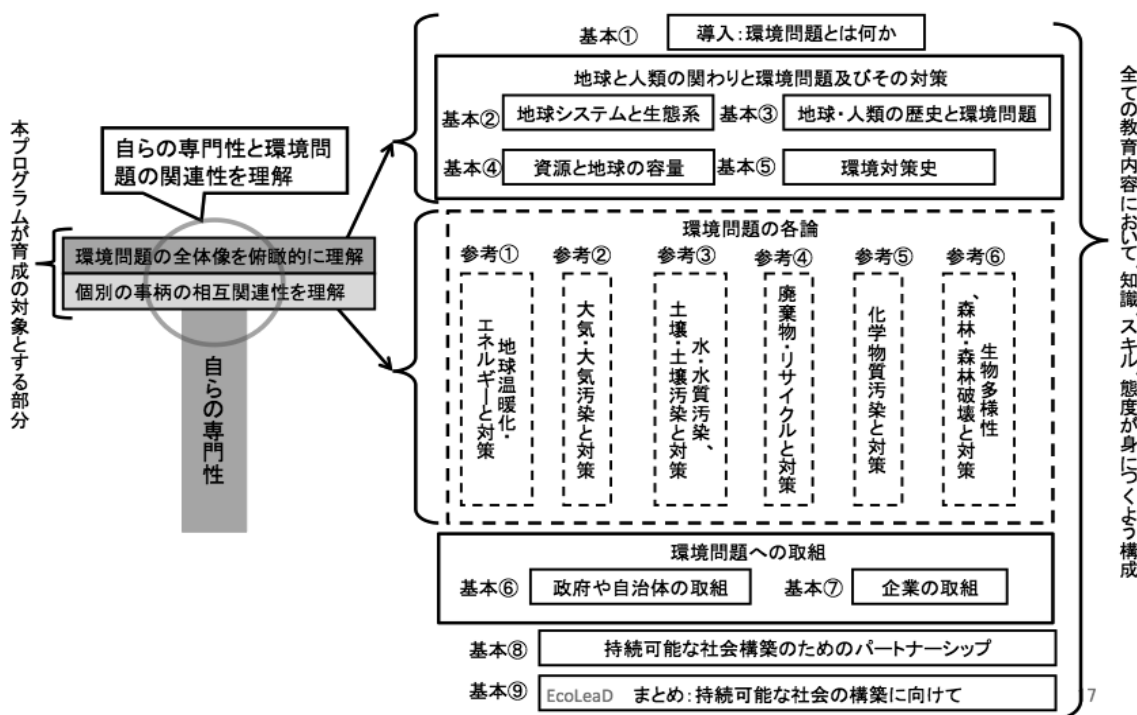 基本① 導入:環境問題とは何か
地球と人類の関わりと環境問題及びその対策
基本② 地球システムと生態系 基本③ 地球・人類の歴史と環境問題
基本④ 資源と地球の容量 基本⑤ 環境対策史
本プログラムが育成の対象とする部分
自らの専門性と環境問
題の関連性を理解
環境問題の全体像を俯瞰的に理解
個別の事柄の相互関連性を理解
自らの専門性
環境問題の各論
参考① 参考② 参考③ 参考④ 参考⑤ 参考⑥
地球温暖化・
エネルギーと対策
大気・大気汚染と対策
水・水質汚染、
土壌・土壌汚染と対策
廃棄物・リサイクルと対策
化学物質汚染と対策
生物多様性
、森林・森林破壊と対策
環境問題への取組
基本⑥ 政府や自治体の取組 基本⑦ 企業の取組
基本⑧ 持続可能な社会構築のためのパートナーシップ
基本⑨ EcoLeaD まとめ:持続可能な社会の構築に向けて
全ての教育内容において、知識、スキル、態度が身につくよう構成